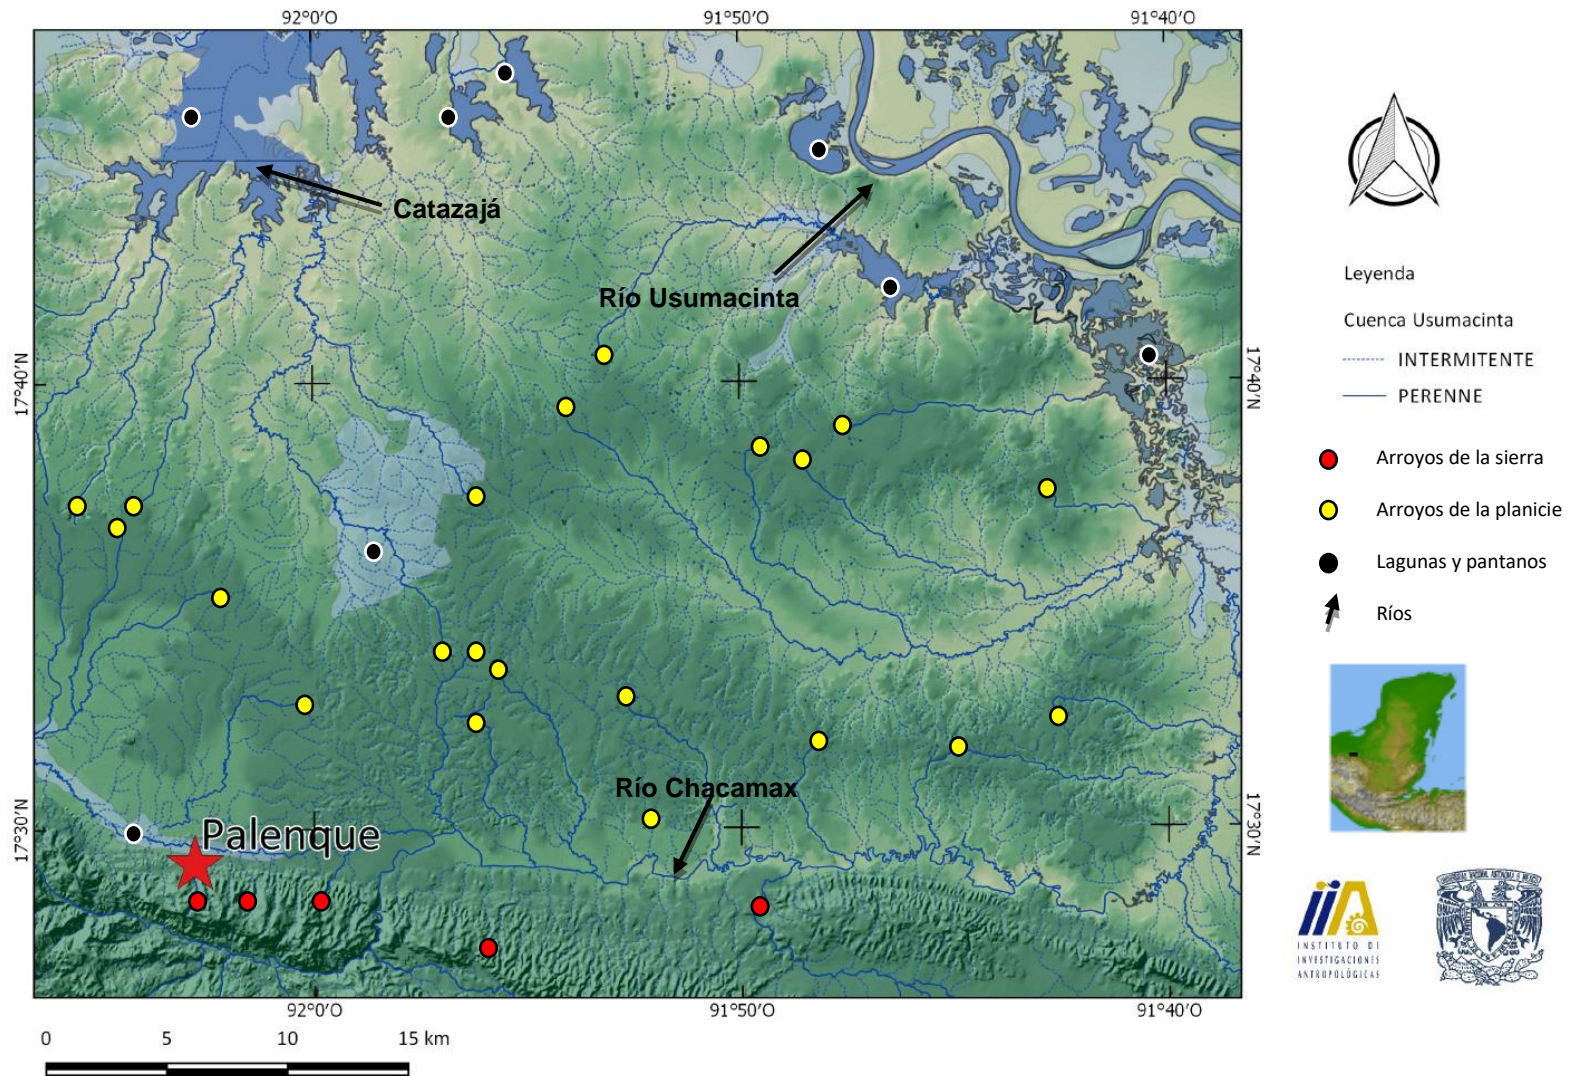 92°0'O
91°50'O
91°40'O
Catazajá
Río Usumacinta
17°40'N
17°40'N
Río Chacamax
Palenque
17°30'N
17°30'N
92°0'O
91°50'O
91°40'O
0
5
10
15 km
Leyenda
Cuenca Usumacinta
INTERMITENTE
PERENNE
Arroyos de la sierra
Arroyos de la planicie
Lagunas y pantanos
Ríos
INSTITUTO DE
INVESTIGACIONES
ANTROPOLÓGICAS